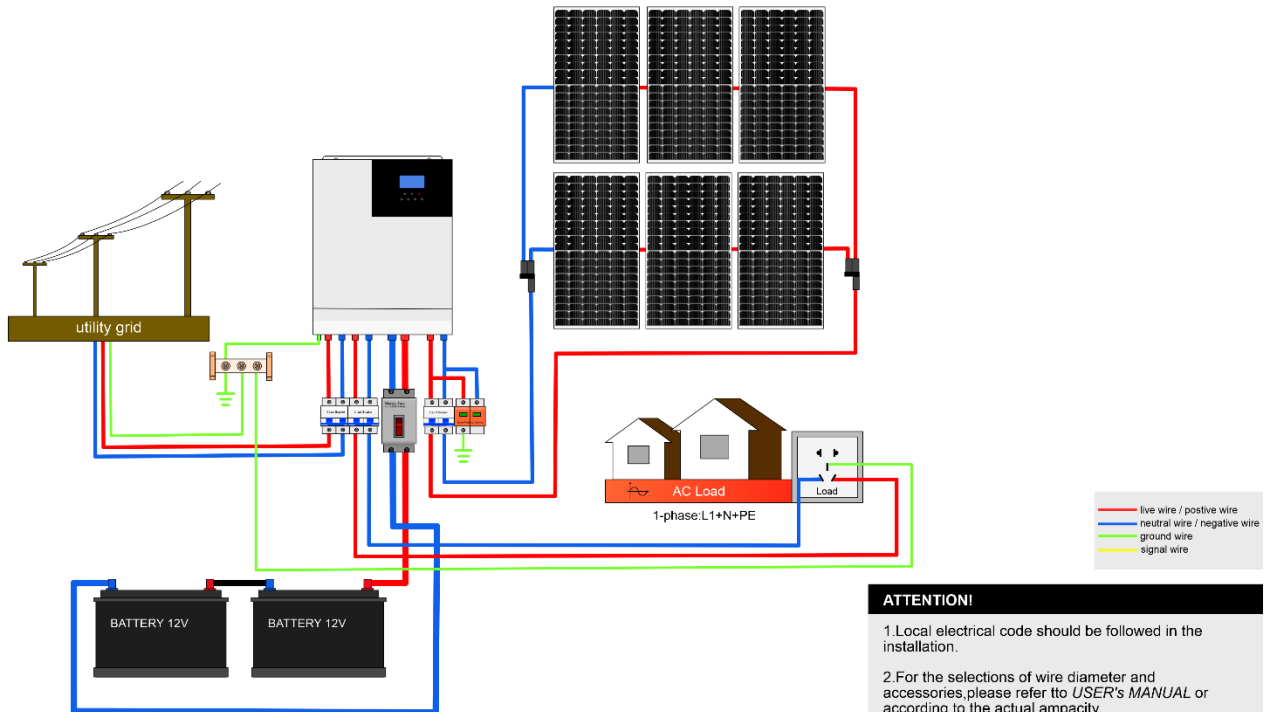 utility grid
AC Load
Load
1-phase:L1+N+PE
live wire / postive wire
neutral wire / negative wire
ground wire
signal wire
BATTERY 12V
BATTERY 12V
ATTENTION!
1.Local electrical code should be followed in the
installation.
2.For the selections of wire diameter and
accessories,please refer tto USER's MANUAL or
according to the actual ampacity.